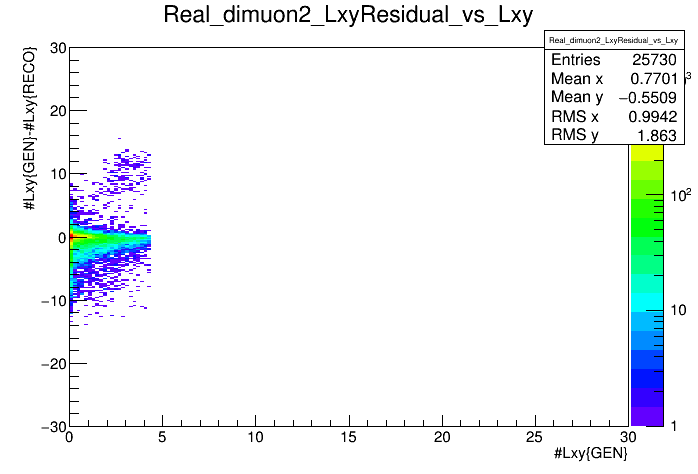 Real_dimuon2_LxyResidual_vs_Lxy
Real_dimuon2_LxyResidual_vs_Lxy
Entries 25730
Mean x 0.7701
Mean y −0.5509
RMS x 0.9942
RMS y 1.863
#Lxy{GEN}-#Lxy{RECO}
30
20
10
0
−10
−20
−30
0 5 10 15 20 25 30
#Lxy{GEN}
3
10²
10
1